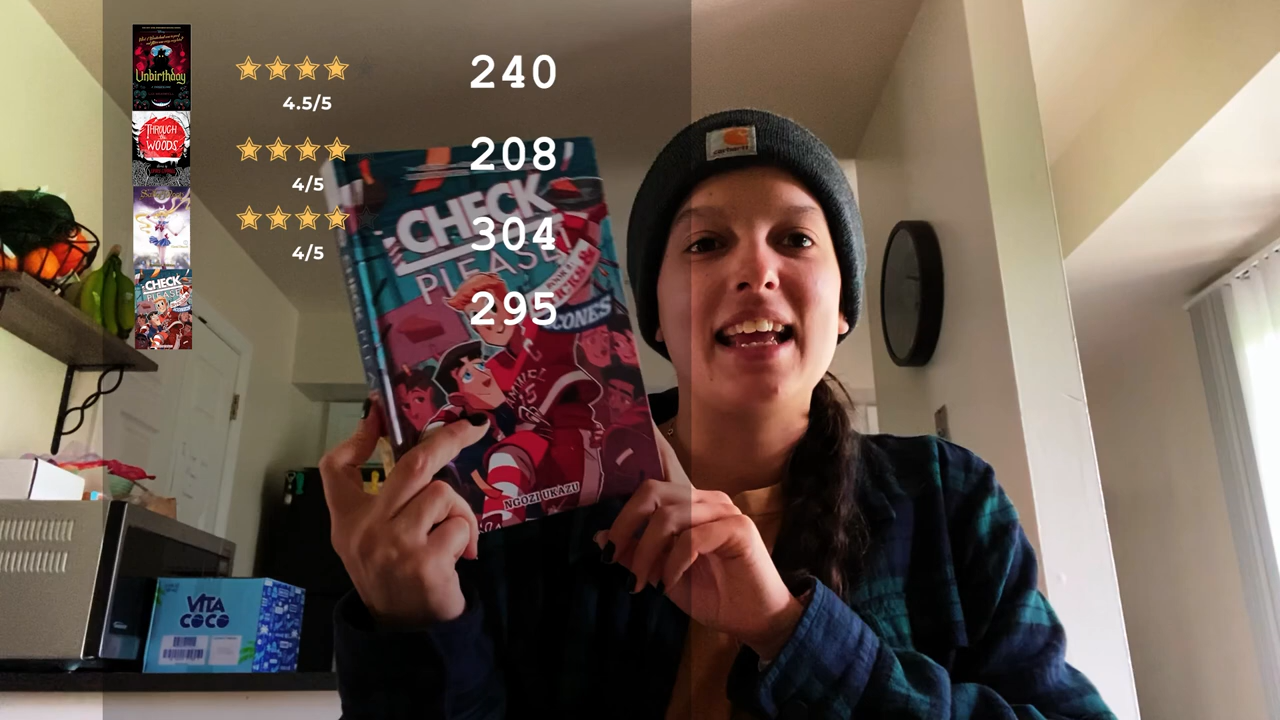 Unbirthday
240
4.5/5
THROUGH
the
WOODS
208
4/5
304
4/5
CHECK
PLEASE!
295
CHECK
PLEASE!
SCONES
NGOZI UKAZU
carhartt
VITA
COCO